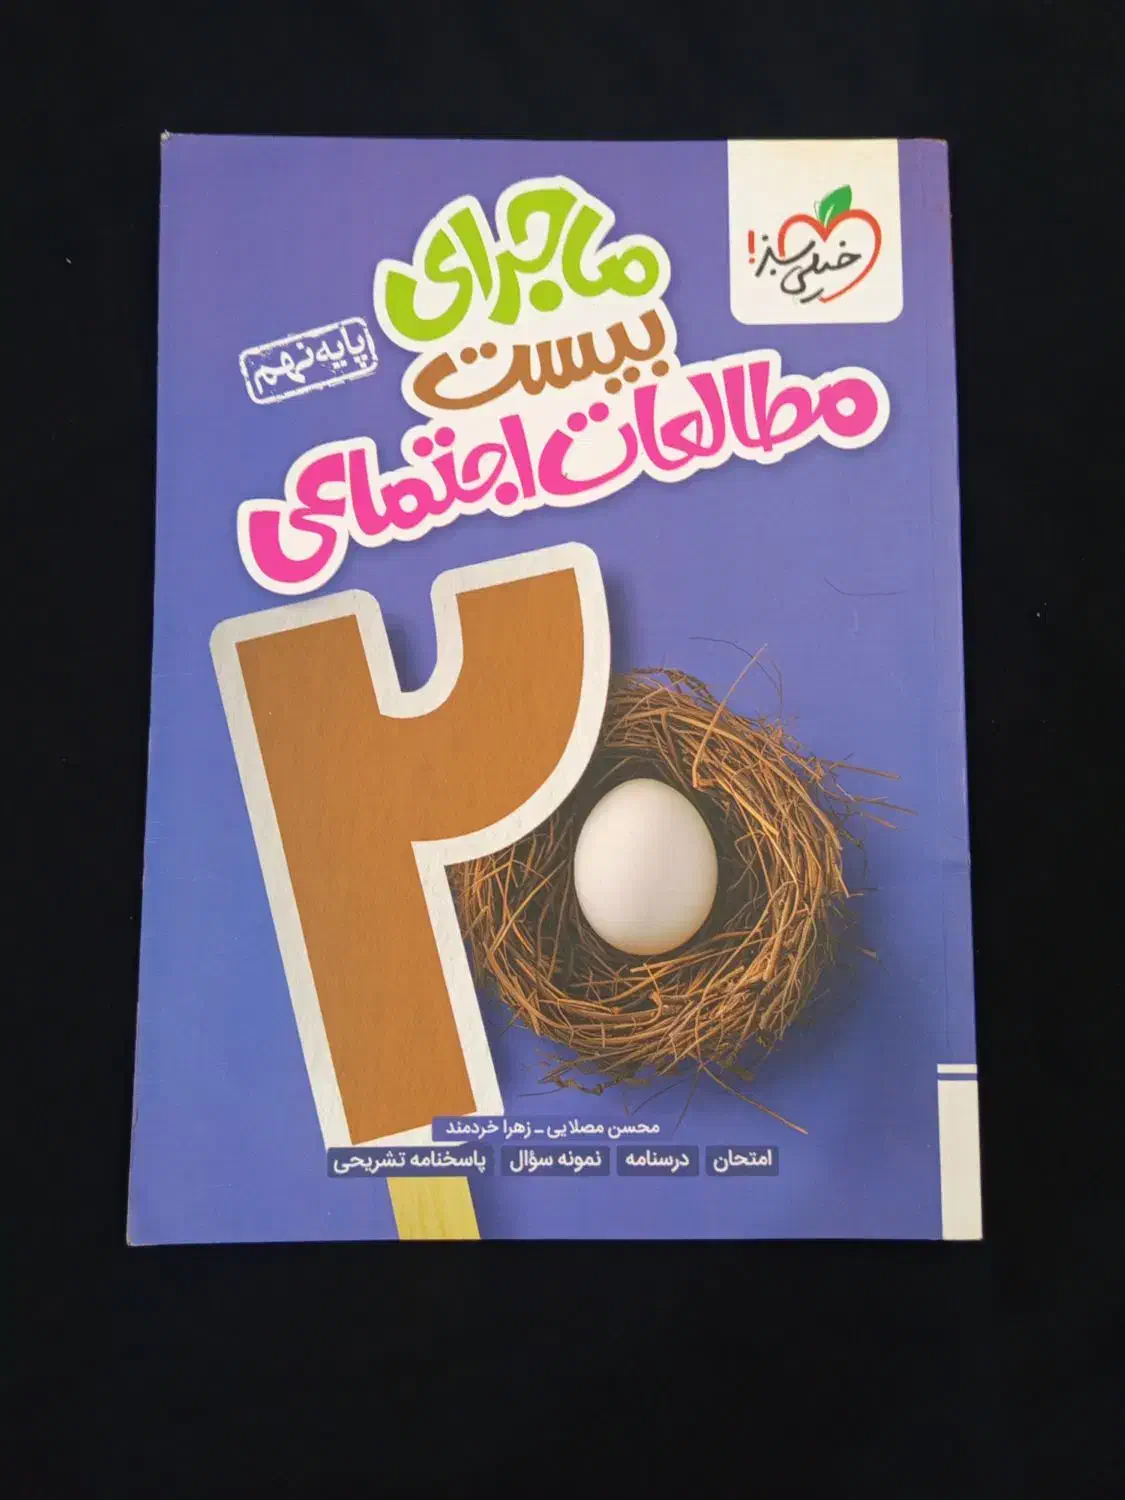 خیلی سبز!
ماجرای
بیست
مطالعات اجتماعی
پایه نهم
۲۰
محسن مصلایی - زهرا خردمند
امتحان درسنامه نمونه سؤال پاسخنامه تشریحی